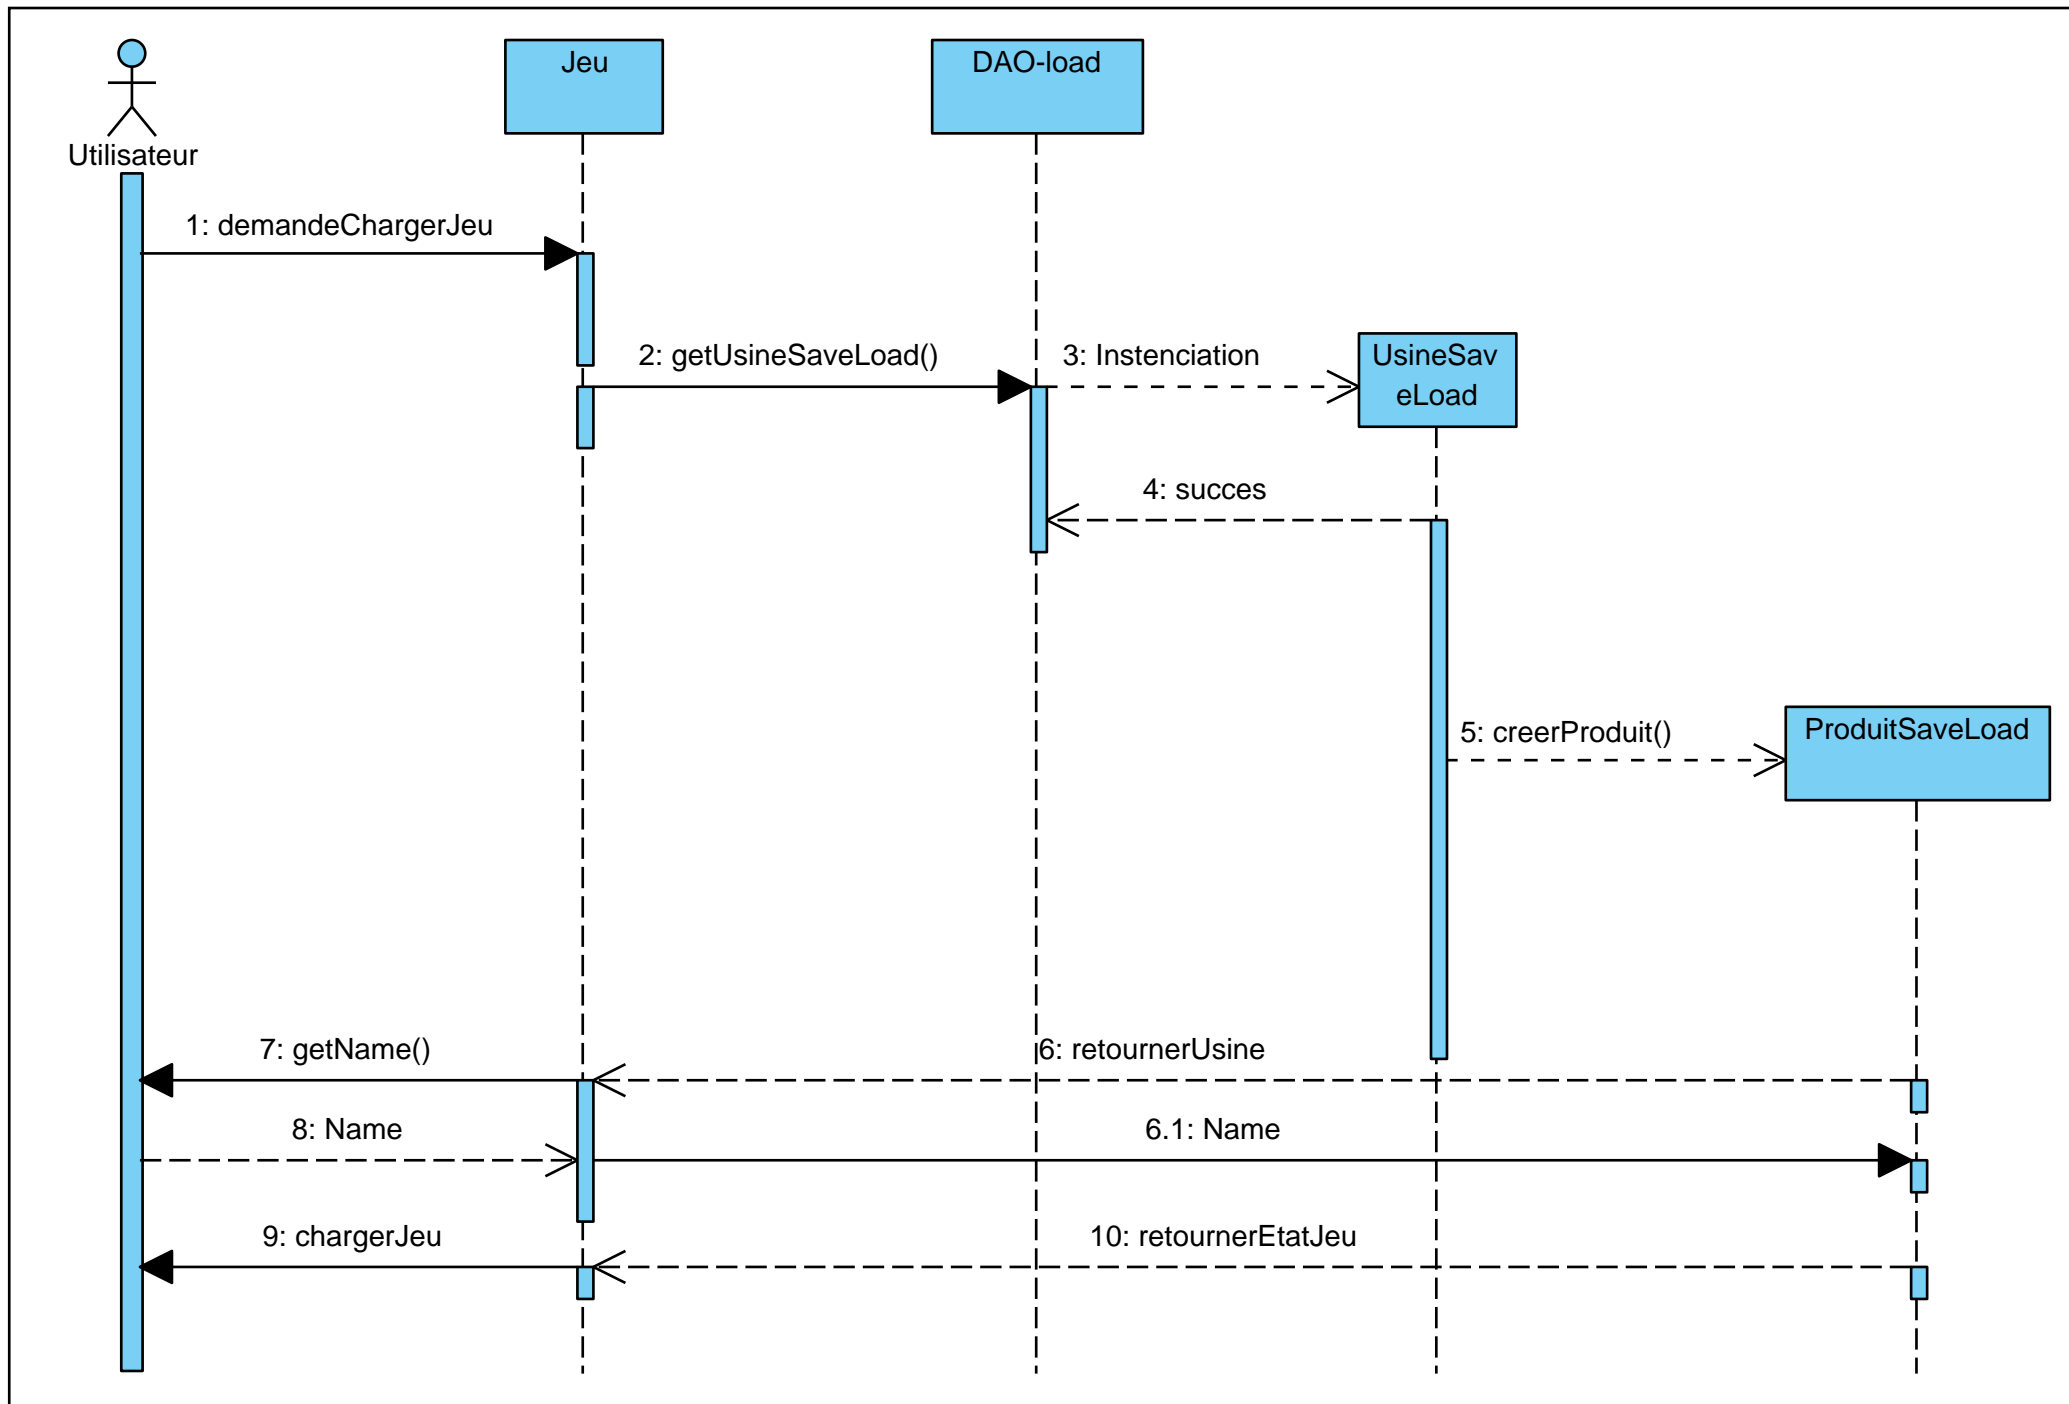 Jeu
DAO-load
Utilisateur
1: demandeChargerJeu
2: getUsineSaveLoad()
3: Instenciation
UsineSav
eLoad
4: succes
5: creerProduit()
ProduitSaveLoad
7: getName()
6: retournerUsine
8: Name
6.1: Name
9: chargerJeu
10: retournerEtatJeu